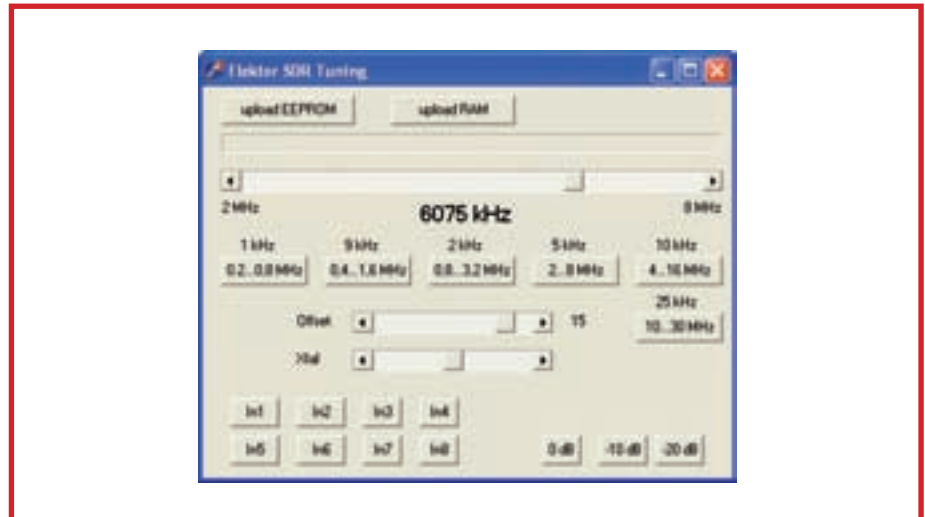 Elektor SDR Tuning
upload EEPROM upload RAM
2 MHz 6075 kHz 8 MHz
1 kHz 9 kHz 2 kHz 5 kHz 10 kHz
0.2..0,8 MHz 0,4..1,6 MHz 0.8..3.2 MHz 2..8 MHz 4..16 MHz
25 kHz
Offset 15 10..30 MHz
Xtal
In1 In2 In3 In4
In5 In6 In7 In8 0 dB -10 dB -20 dB